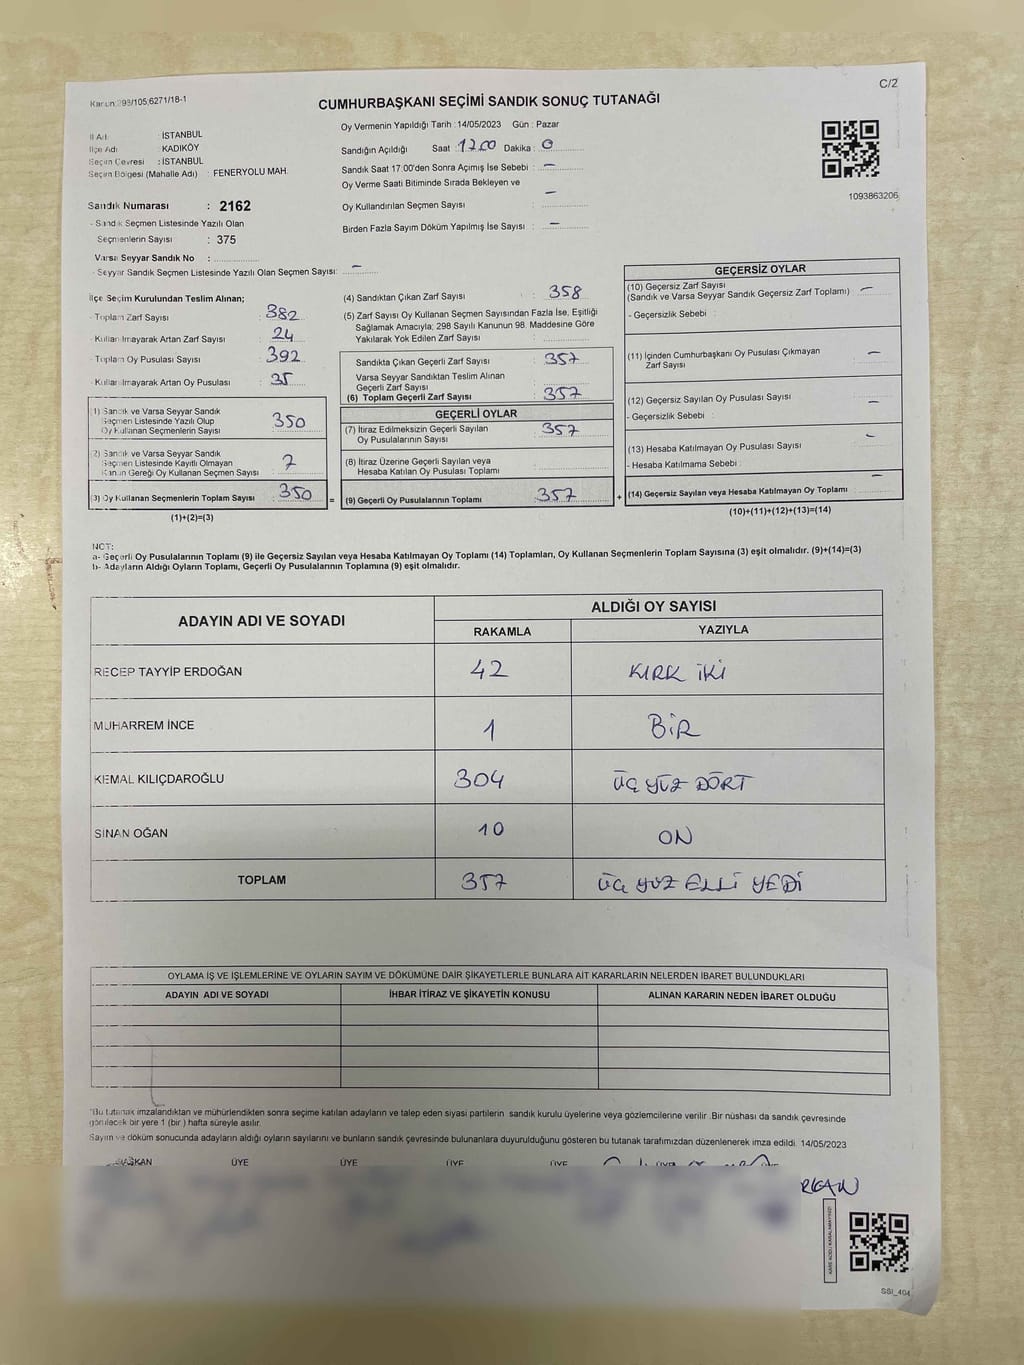 C/2
Kanun:298/105,6271/18-1
CUMHURBAŞKANI SEÇİMİ SANDIK SONUÇ TUTANAĞI
İl Adı : İSTANBUL
İlçe Adı : KADIKÖY
Seçim Çevresi : İSTANBUL
Seçim Bölgesi (Mahalle Adı) : FENERYOLU MAH.
Sandık Numarası : 2162
- Sandık Seçmen Listesinde Yazılı Olan
Seçmenlerin Sayısı : 375
Varsa Seyyar Sandık No :
- Seyyar Sandık Seçmen Listesinde Yazılı Olan Seçmen Sayısı: —
Oy Vermenin Yapıldığı Tarih :14/05/2023 Gün : Pazar
Sandığın Açıldığı Saat :1700 Dakika : 0
Sandık Saat 17:00'den Sonra Açımış İse Sebebi : —
Oy Verme Saati Bitiminde Sırada Bekleyen ve
Oy Kullandırılan Seçmen Sayısı : —
Birden Fazla Sayım Döküm Yapılmış İse Sayısı : —
1093863206
İlçe Seçim Kurulundan Teslim Alınan;
- Toplam Zarf Sayısı : 382
- Kullanılmayarak Artan Zarf Sayısı : 24
- Toplam Oy Pusulası Sayısı : 392
- Kullanılmayarak Artan Oy Pusulası : 35
1) Sandık ve Varsa Seyyar Sandık
Seçmen Listesinde Yazılı Olup
Oy Kullanan Seçmenlerin Sayısı : 350
2) Sandık ve Varsa Seyyar Sandık
Seçmen Listesinde Kayıtlı Olmayan
Kanun Gereği Oy Kullanan Seçmen Sayısı : 7
(3) Oy Kullanan Seçmenlerin Toplam Sayısı : 350
(1)+(2)=(3)
=
(4) Sandıktan Çıkan Zarf Sayısı : 358
(5) Zarf Sayısı Oy Kullanan Seçmen Sayısından Fazla İse, Eşitliği
Sağlamak Amacıyla; 298 Sayılı Kanunun 98. Maddesine Göre
Yakılarak Yok Edilen Zarf Sayısı :
Sandıkta Çıkan Geçerli Zarf Sayısı : 357
Varsa Seyyar Sandıktan Teslim Alınan
Geçerli Zarf Sayısı :
(6) Toplam Geçerli Zarf Sayısı : 357
GEÇERLİ OYLAR
(7) İtiraz Edilmeksizin Geçerli Sayılan
Oy Pusulalarının Sayısı : 357
(8) İtiraz Üzerine Geçerli Sayılan veya
Hesaba Katılan Oy Pusulası Toplamı :
(9) Geçerli Oy Pusulalarının Toplamı : 357
+
GEÇERSİZ OYLAR
(10) Geçersiz Zarf Sayısı
(Sandık ve Varsa Seyyar Sandık Geçersiz Zarf Toplamı) : —
- Geçersizlik Sebebi :
(11) İçinden Cumhurbaşkanı Oy Pusulası Çıkmayan
Zarf Sayısı : —
(12) Geçersiz Sayılan Oy Pusulası Sayısı : —
- Geçersizlik Sebebi :
(13) Hesaba Katılmayan Oy Pusulası Sayısı : —
- Hesaba Katılmama Sebebi :
(14) Geçersiz Sayılan veya Hesaba Katılmayan Oy Toplamı : —
(10)+(11)+(12)+(13)=(14)
NOT:
a- Geçerli Oy Pusulalarının Toplamı (9) ile Geçersiz Sayılan veya Hesaba Katılmayan Oy Toplamı (14) Toplamları, Oy Kullanan Seçmenlerin Toplam Sayısına (3) eşit olmalıdır. (9)+(14)=(3)
b- Adayların Aldığı Oyların Toplamı, Geçerli Oy Pusulalarının Toplamına (9) eşit olmalıdır.
ADAYIN ADI VE SOYADI
ALDIĞI OY SAYISI
RAKAMLA YAZIYLA
RECEP TAYYİP ERDOĞAN 42 KIRK İKİ
MUHARREM İNCE 1 BİR
KEMAL KILIÇDAROĞLU 304 ÜÇ YÜZ DÖRT
SİNAN OĞAN 10 ON
TOPLAM 357 ÜÇ YÜZ ELLİ YEDİ
OYLAMA İŞ VE İŞLEMLERİNE VE OYLARIN SAYIM VE DÖKÜMÜNE DAİR ŞİKAYETLERLE BUNLARA AİT KARARLARIN NELERDEN İBARET BULUNDUKLARI
ADAYIN ADI VE SOYADI İHBAR İTİRAZ VE ŞİKAYETİN KONUSU ALINAN KARARIN NEDEN İBARET OLDUĞU
*Bu tutanak imzalandıktan ve mühürlendikten sonra seçime katılan adayların ve talep eden siyasi partilerin sandık kurulu üyelerine veya gözlemcilerine verilir .Bir nüshası da sandık çevresinde
görülecek bir yere 1 (bir ) hafta süreyle asılır.
Sayım ve döküm sonucunda adayların aldığı oyların sayılarını ve bunların sandık çevresinde bulunanlara duyurulduğunu gösteren bu tutanak tarafımızdan düzenlenerek imza edildi. 14/05/2023
BAŞKAN ÜYE ÜYE ÜYE ÜYE
SSI_404